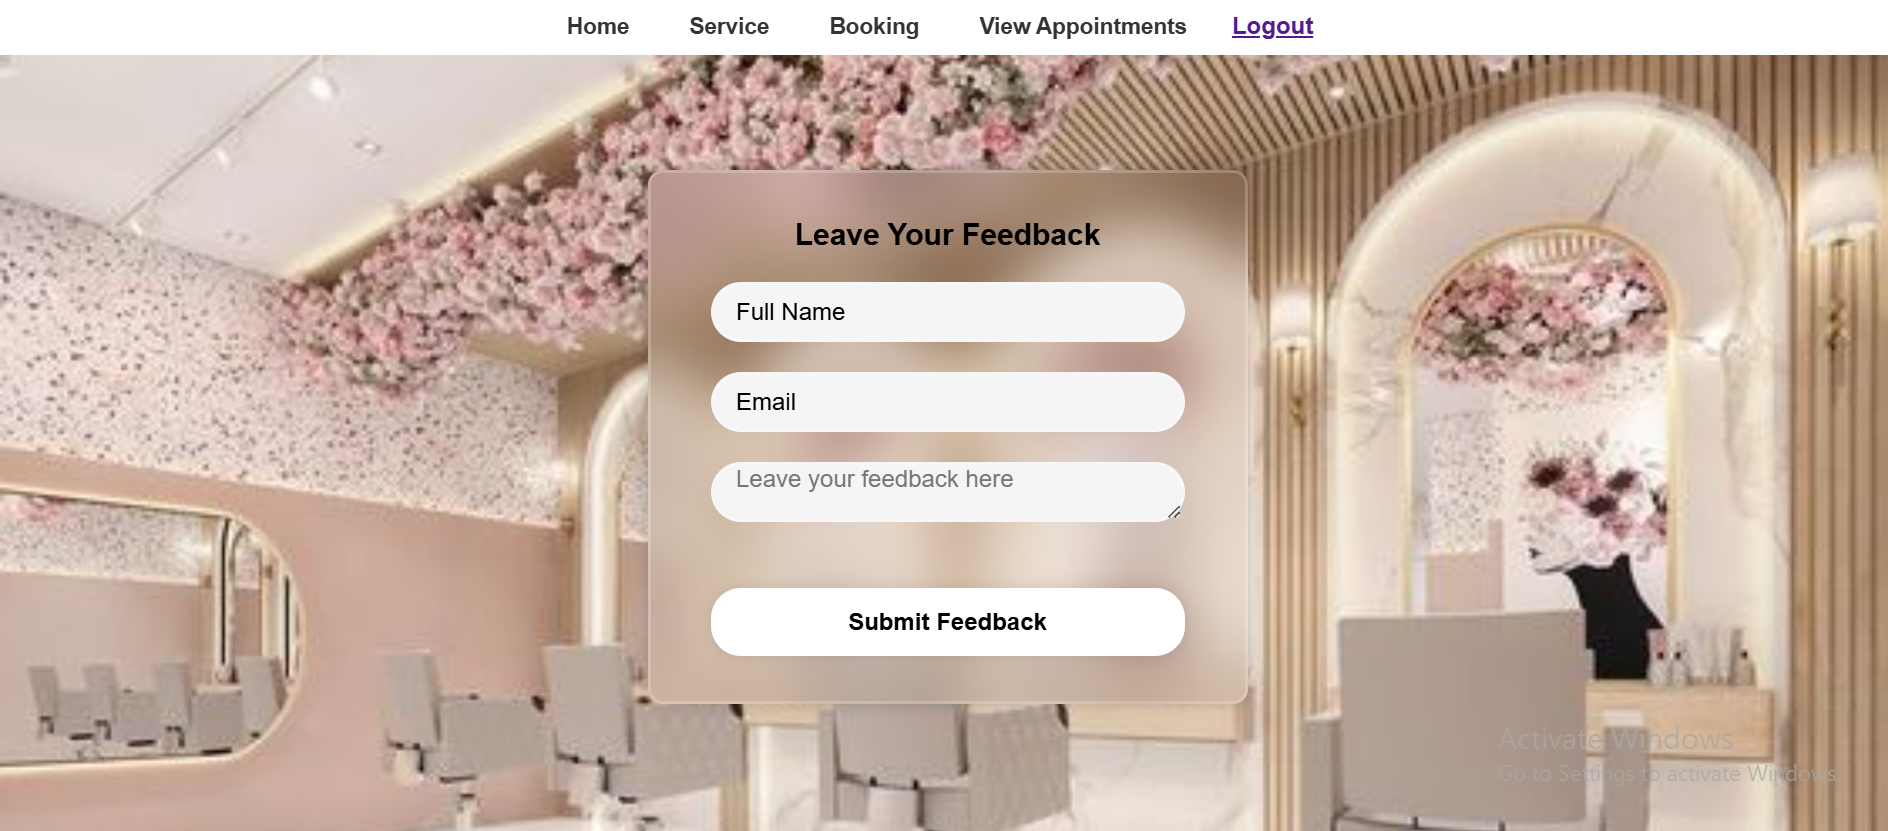 Home Service Booking View Appointments Logout
Leave Your Feedback
Full Name
Email
Leave your feedback here
Submit Feedback
Activate Windows
Go to Settings to activate Windows.